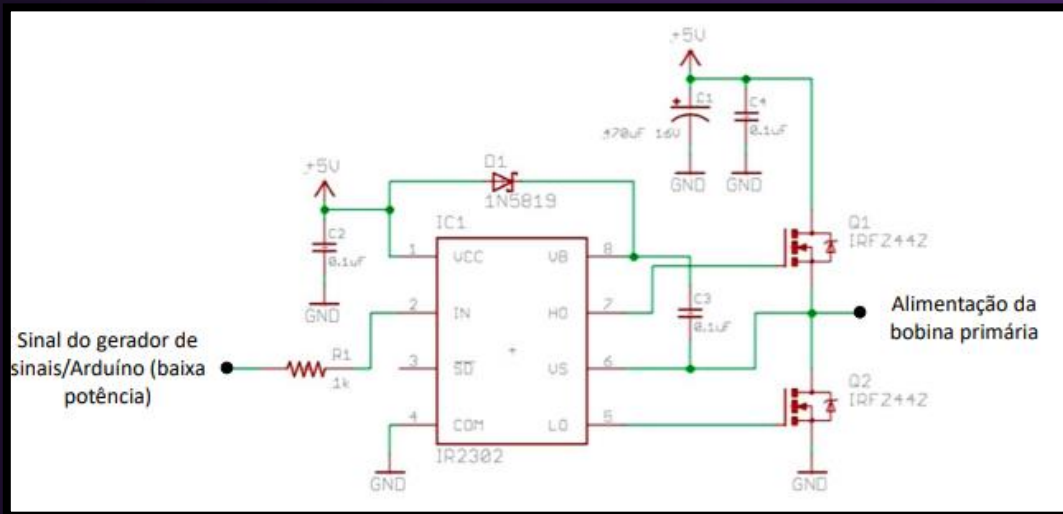 +5V
C1
C4
0.1uF
16V
GND
GND
D1
1N5819
+5V
C2
0.1uF
GND
IC1
1
VCC
VB
8
2
IN
HO
7
3
SD
VS
6
4
COM
LO
5
IR2302
C3
0.1uF
Q1
IRFZ44Z
Alimentação da
bobina primária
Sinal do gerador de
sinais/Arduíno (baixa
potência)
R1
1k
Q2
IRFZ44Z
GND
GND